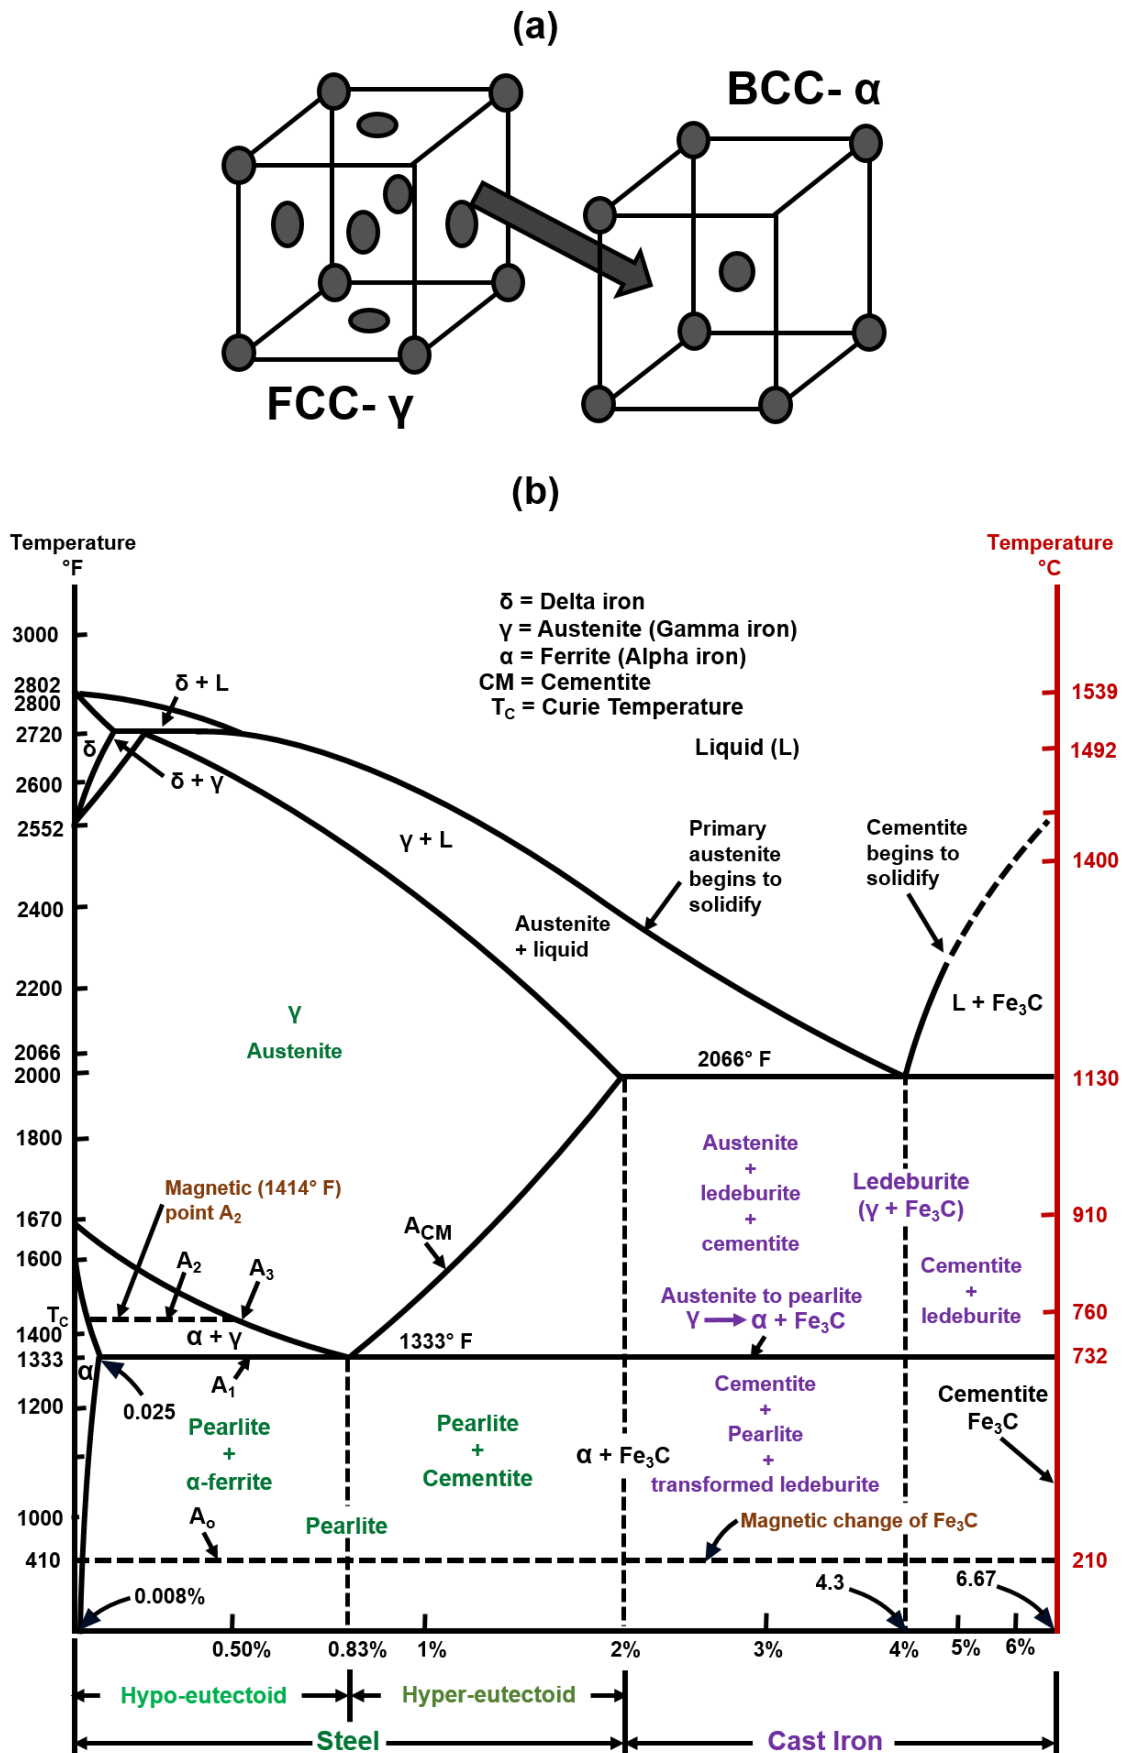 (a)
BCC- α
FCC- γ
(b)
Temperature
°F
Temperature
°C
δ = Delta iron
γ = Austenite (Gamma iron)
α = Ferrite (Alpha iron)
CM = Cementite
T_C = Curie Temperature
3000
2802
2800
2720
2600
2552
2400
2200
2066
2000
1800
1670
1600
T_C
1400
1333
1200
1000
410
1539
1492
1400
1130
910
760
732
210
δ + L
δ
δ + γ
Liquid (L)
γ + L
Primary
austenite
begins to
solidify
Cementite
begins to
solidify
Austenite
+ liquid
L + Fe₃C
γ
Austenite
2066° F
Austenite
+
ledeburite
+
cementite
Ledeburite
(γ + Fe₃C)
Magnetic (1414° F)
point A₂
A_CM
A₂
A₃
Cementite
+
ledeburite
Austenite to pearlite
γ → α + Fe₃C
α + γ
1333° F
α
A₁
0.025
Pearlite
+
α-ferrite
Pearlite
+
Cementite
α + Fe₃C
Cementite
+
Pearlite
+
transformed ledeburite
Cementite
Fe₃C
A₀
Pearlite
Magnetic change of Fe₃C
0.008%
4.3
6.67
0.50%
0.83%
1%
2%
3%
4%
5%
6%
Hypo-eutectoid
Hyper-eutectoid
Steel
Cast Iron